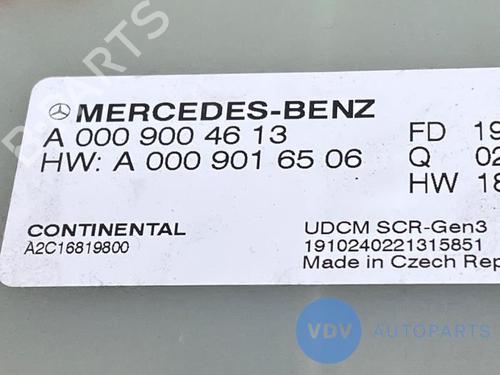 MERCEDES-BENZ
A 000 900 46 13
HW: A 000 901 65 06
FD 19
Q 02
HW 18
CONTINENTAL
A2C16819800
UDCM SCR-Gen3
1910240221315851
Made in Czech Rep
B-PARTS
VDV AUTOPARTS